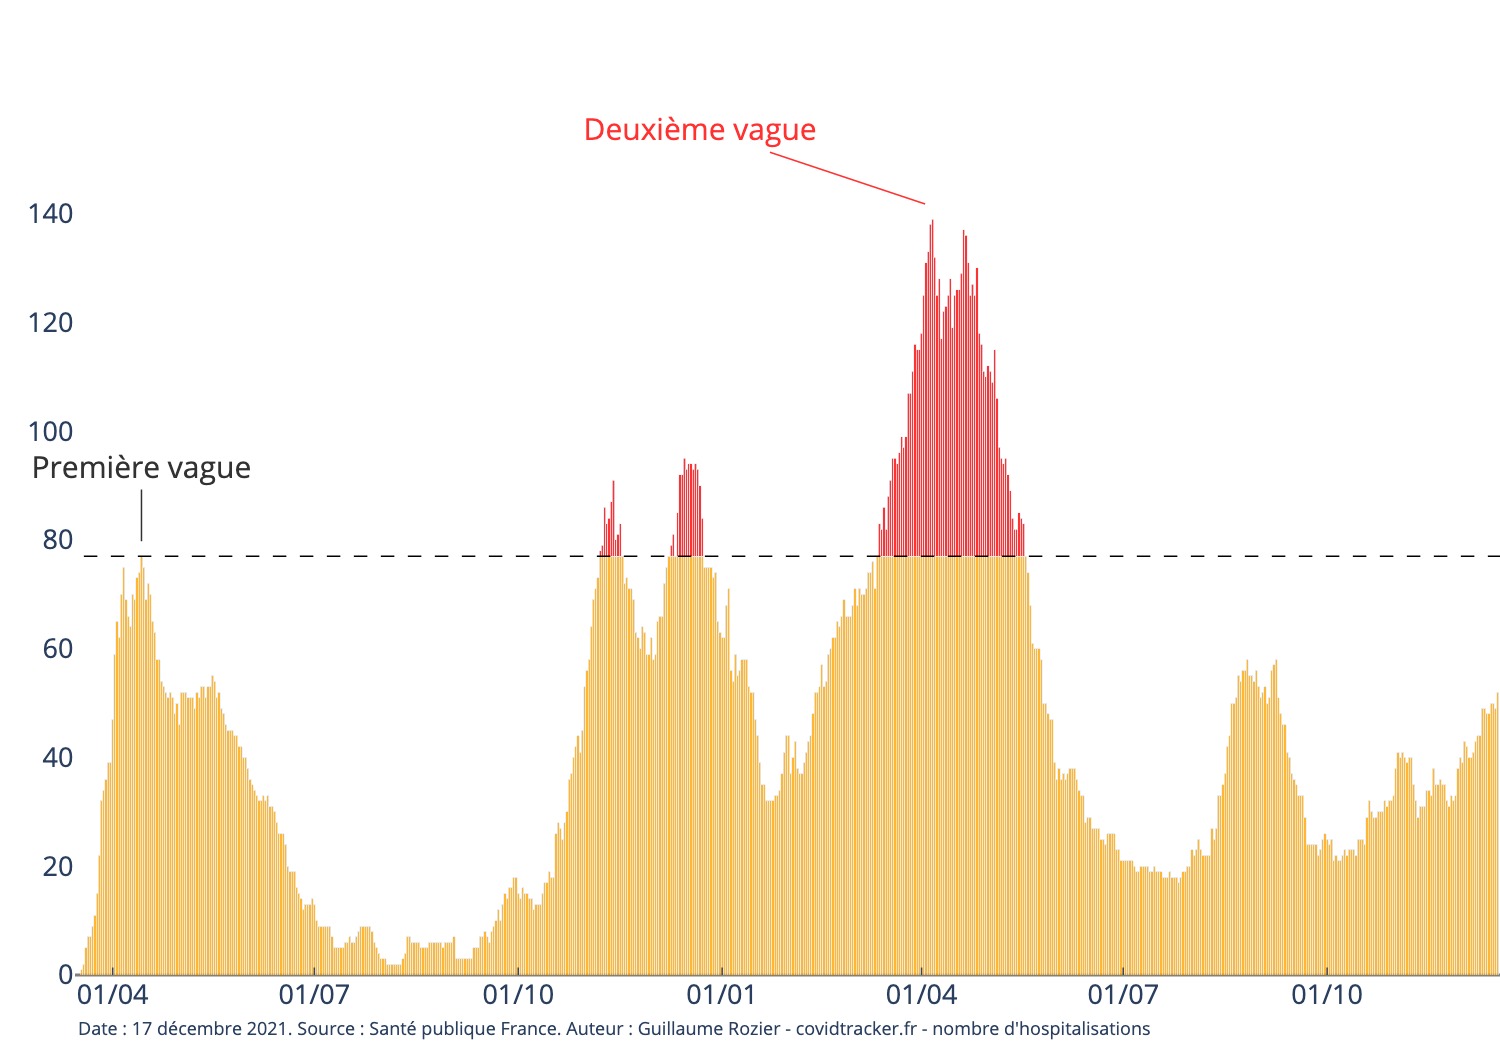 Deuxième vague
140
120
100
Première vague
80
60
40
20
0
01/04 01/07 01/10 01/01 01/04 01/07 01/10
Date : 17 décembre 2021. Source : Santé publique France. Auteur : Guillaume Rozier - covidtracker.fr - nombre d'hospitalisations